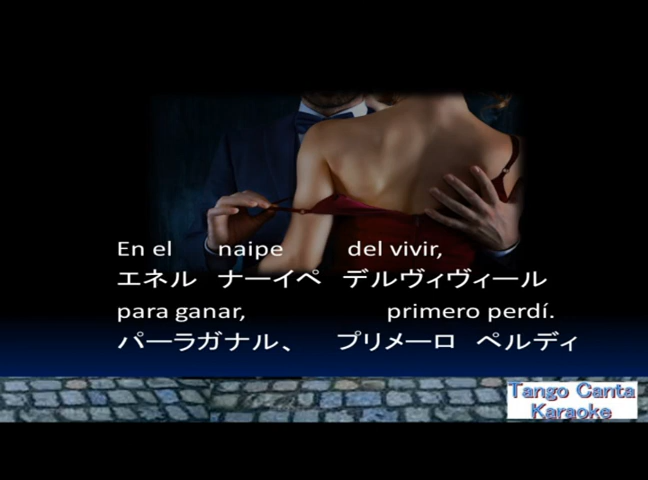 En el naipe del vivir,
エネル ナーイペ デルヴィヴィール
para ganar, primero perdí.
パーラガナル、 プリメーロ ペルディ
Tango Canta
Karaoke